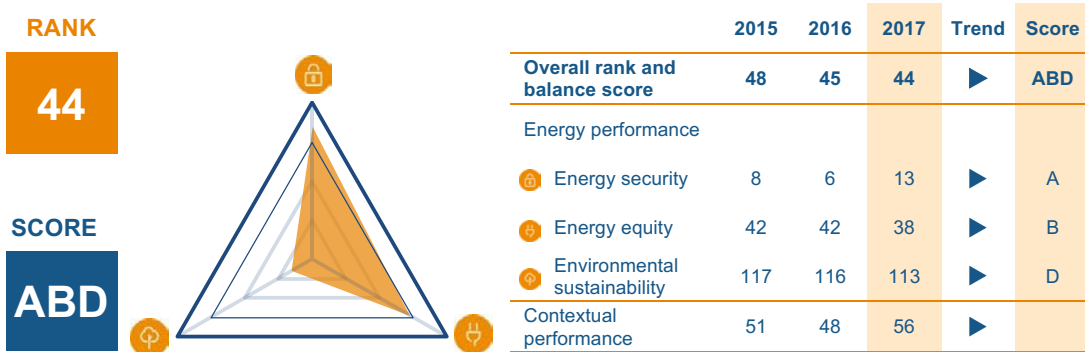 RANK
44
SCORE
ABD
2015 2016 2017 Trend Score
Overall rank and
balance score 48 45 44 ABD
Energy performance
Energy security 8 6 13 A
Energy equity 42 42 38 B
Environmental
sustainability 117 116 113 D
Contextual
performance 51 48 56